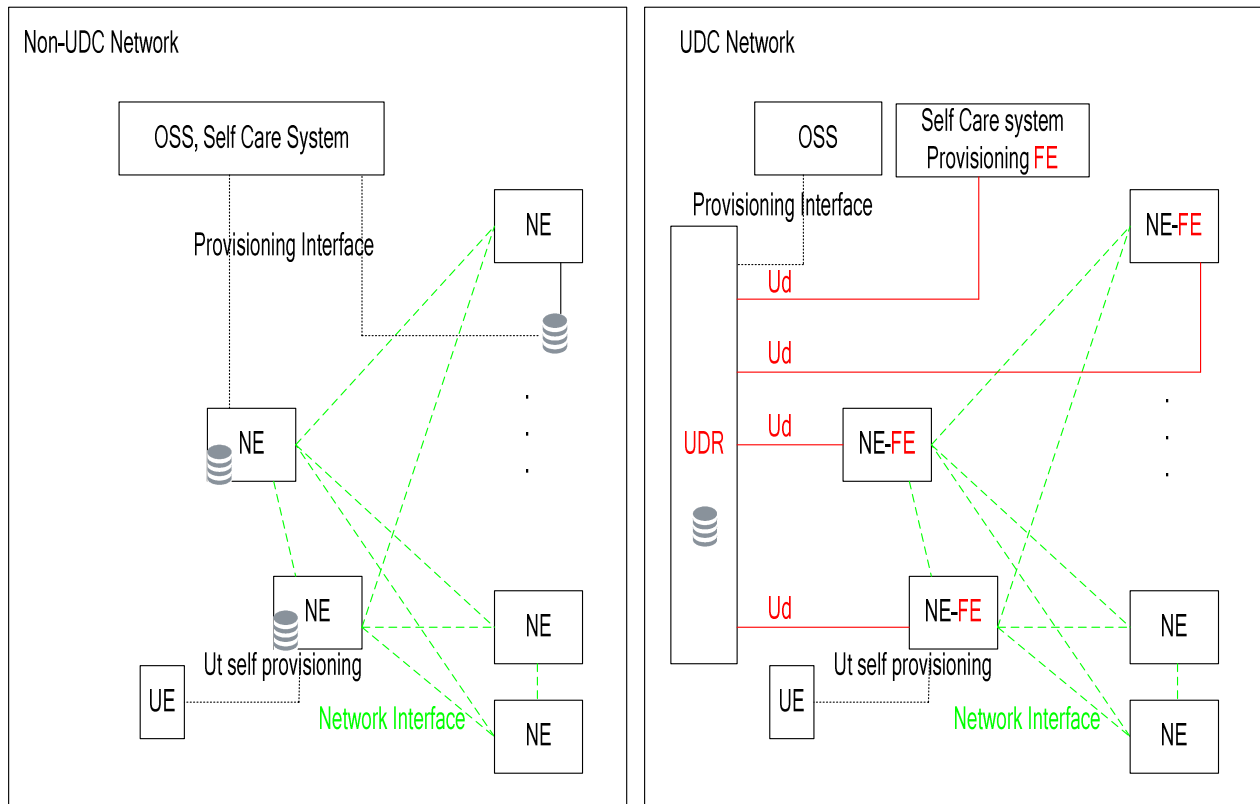 Non-UDC Network
OSS, Self Care System
NE
Provisioning Interface
NE
NE
NE
Ut self provisioning
UE
Network Interface
NE
UDC Network
OSS
Self Care system
Provisioning FE
Provisioning Interface
NE-FE
Ud
Ud
Ud
UDR
NE-FE
Ud
NE-FE
NE
Ut self provisioning
UE
Network Interface
NE